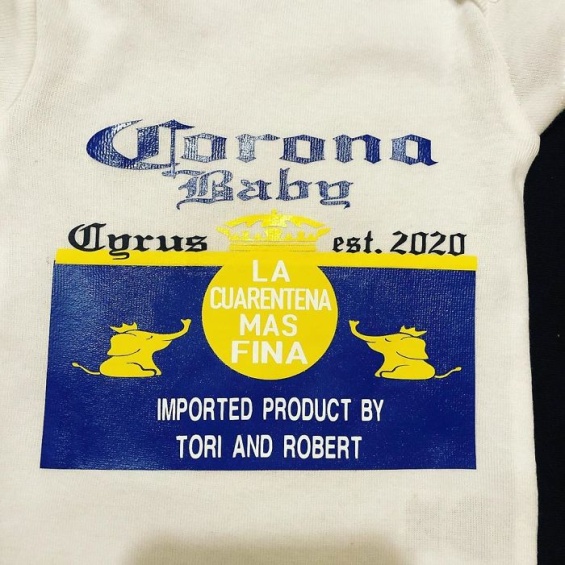 Corona
Baby
Cyrus est. 2020
LA
CUARENTENA
MAS
FINA
IMPORTED PRODUCT BY
TORI AND ROBERT